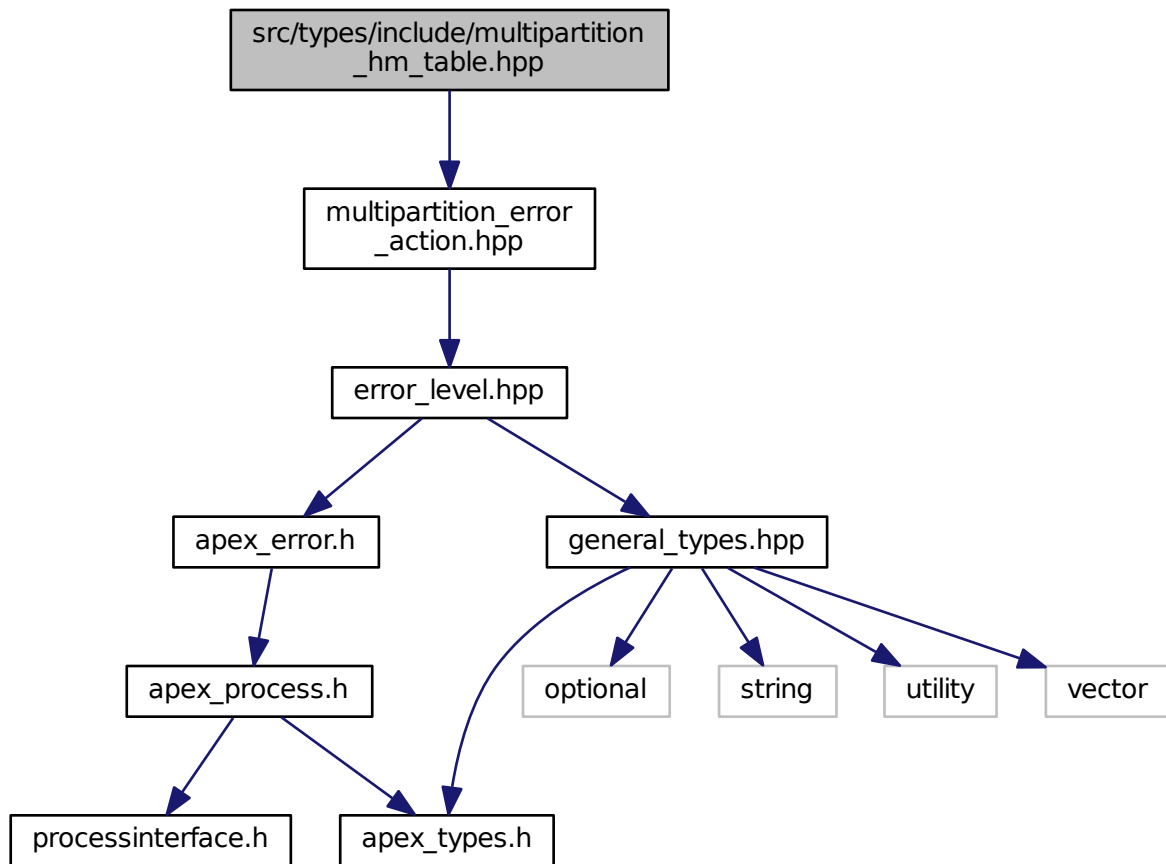 src/types/include/multipartition
_hm_table.hpp
multipartition_error
_action.hpp
error_level.hpp
apex_error.h
general_types.hpp
apex_process.h
optional
string
utility
vector
processinterface.h
apex_types.h